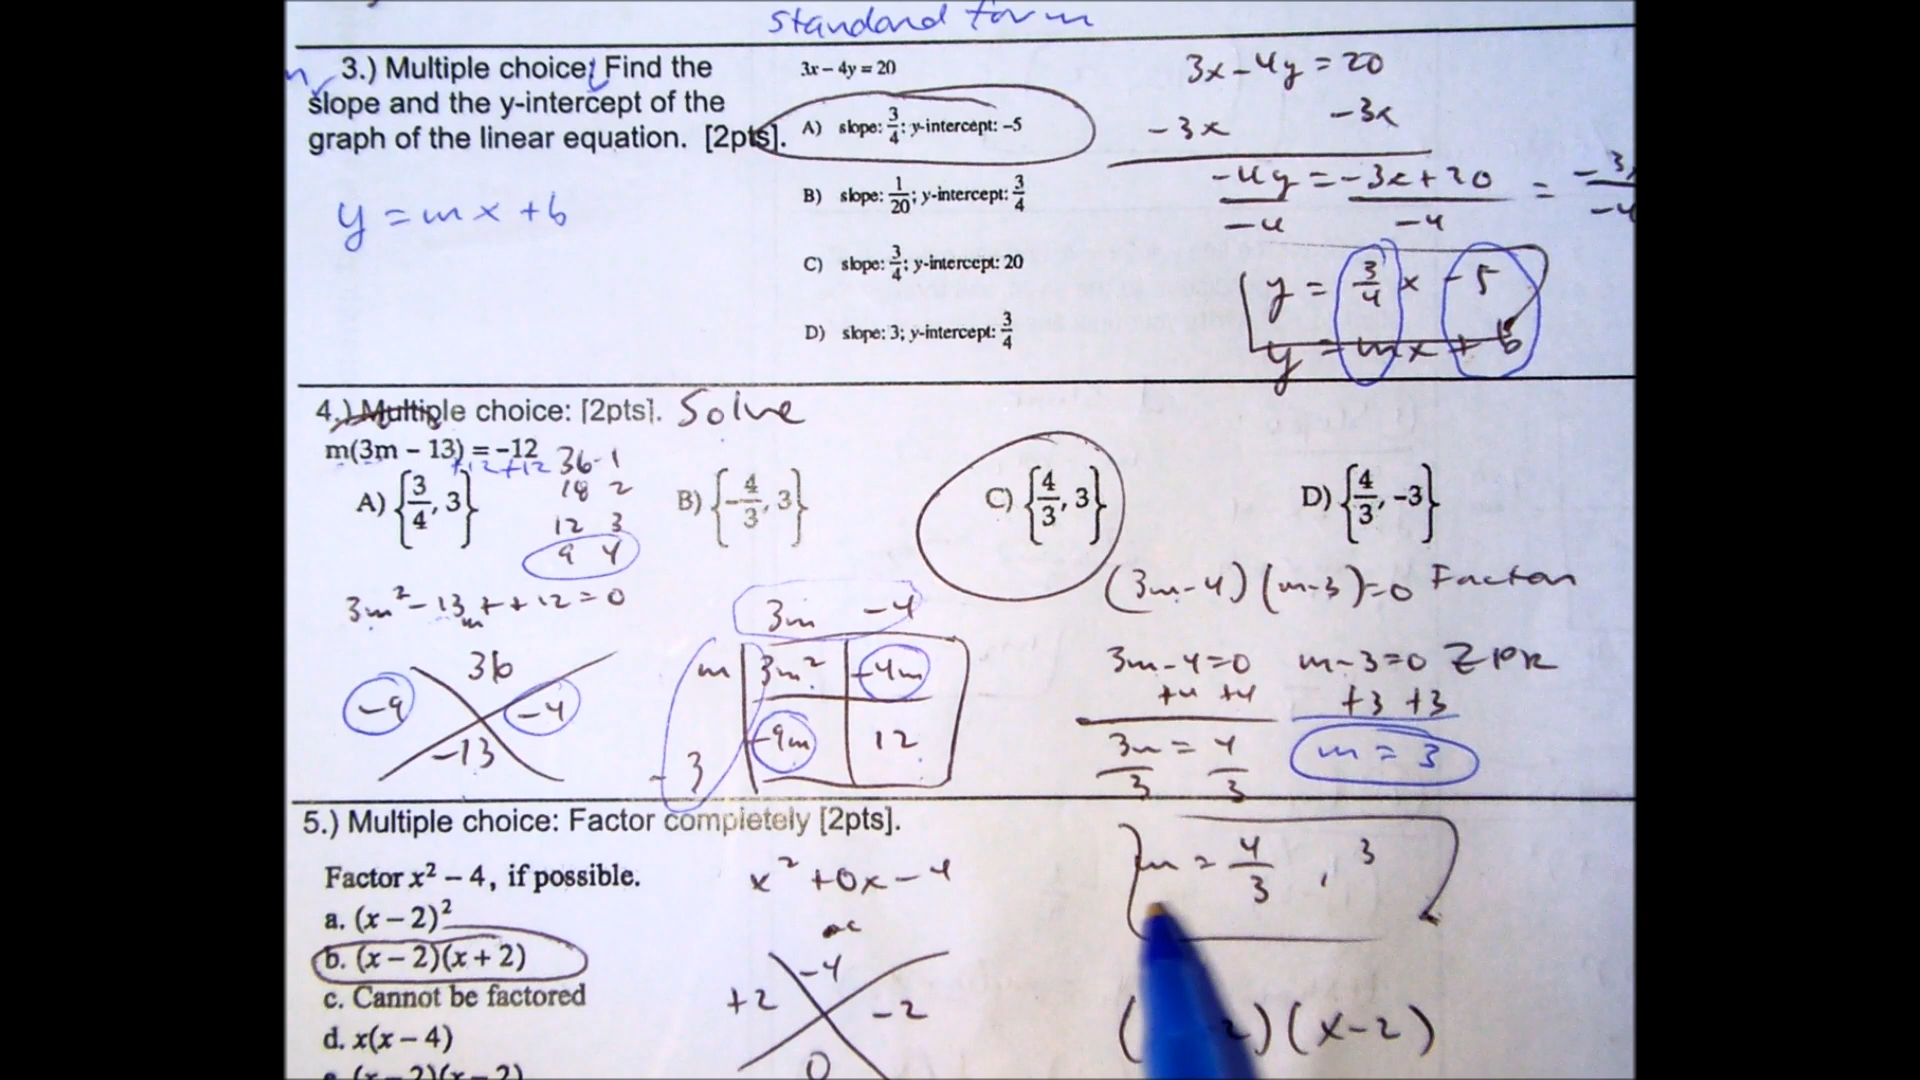 standard form
3.) Multiple choice: Find the
slope and the y-intercept of the
graph of the linear equation. [2pts].
y = mx + b
3x – 4y = 20
A) slope: 3/4; y-intercept: –5
B) slope: 1/20; y-intercept: 3/4
C) slope: 3/4; y-intercept: 20
D) slope: 3; y-intercept: 3/4
3x - 4y = 20
-3x -3x
-4y = -3x + 20 =
-4 -4
y = 3/4 x - 5
y = mx + b
4.) Multiple choice: [2pts]. Solve
m(3m – 13) = –12
+12 +12
36 1
18 2
12 3
9 4
A) {3/4, 3}
B) {-4/3, 3}
C) {4/3, 3}
D) {4/3, -3}
3m² - 13m + 12 = 0
36
-9 -4
-13
3m -4
m 3m² -4m
-3 -9m 12
(3m-4)(m-3)=0 Factor
3m-4=0 m-3=0 ZPR
+4 +4 +3 +3
3m = 4 m = 3
3 3
m = 4/3, 3
5.) Multiple choice: Factor completely [2pts].
Factor x² – 4, if possible.
a. (x – 2)²
b. (x – 2)(x + 2)
c. Cannot be factored
d. x(x – 4)
e. (x – 2)(x – 2)
x² + 0x - 4
ac
-4
+2 -2
0
(x-2)